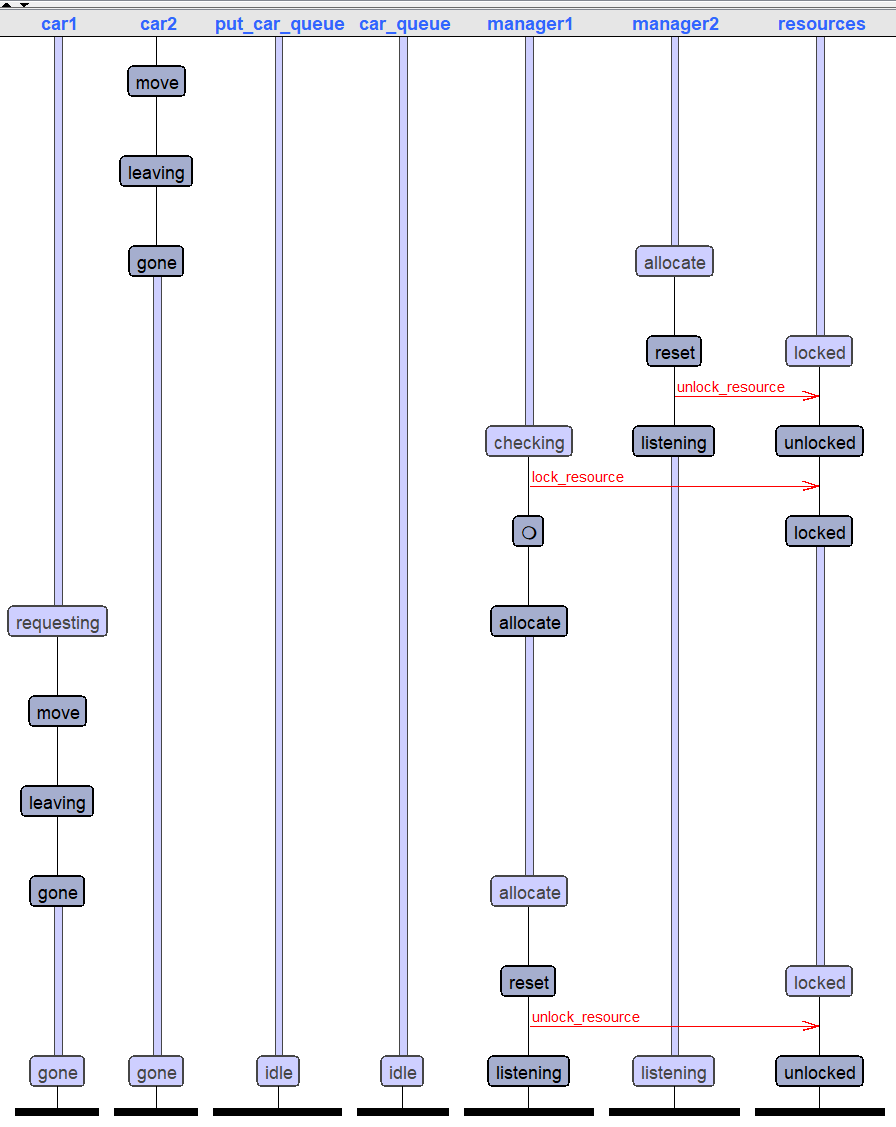 car1 car2 put_car_queue car_queue manager1 manager2 resources
move
leaving
gone allocate
reset locked
unlock_resource
checking listening unlocked
lock_resource
locked
requesting allocate
move
leaving
gone allocate
reset locked
unlock_resource
gone gone idle idle listening listening unlocked